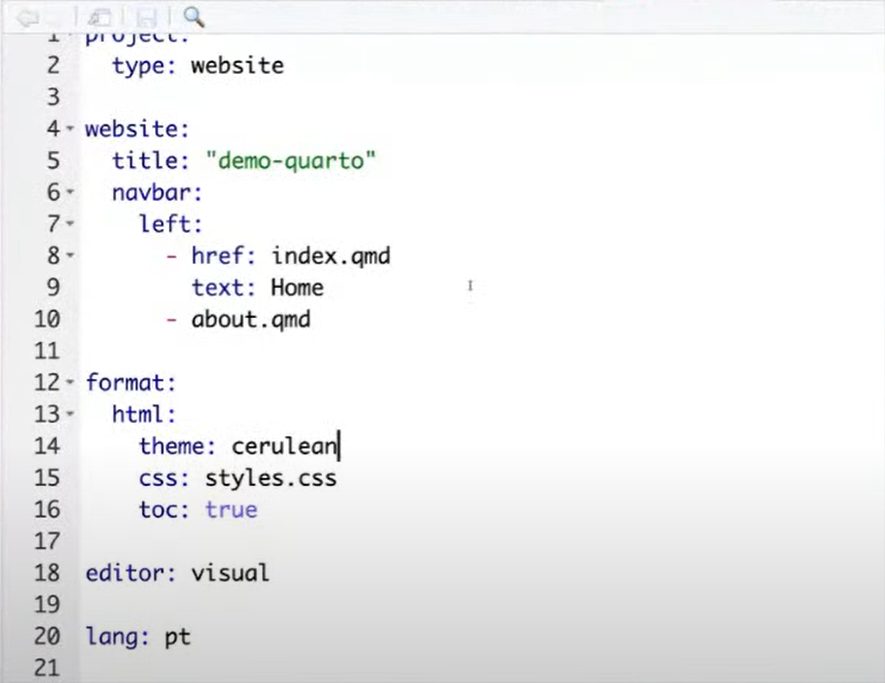 1 project:
2 type: website
3
4 website:
5 title: "demo-quarto"
6 navbar:
7 left:
8 - href: index.qmd
9 text: Home
10 - about.qmd
11
12 format:
13 html:
14 theme: cerulean
15 css: styles.css
16 toc: true
17
18 editor: visual
19
20 lang: pt
21